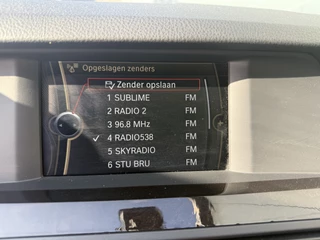 Opgeslagen zenders
Zender opslaan
1 SUBLIME FM
2 RADIO 2 FM
3 96.8 MHz FM
4 RADIO538 FM
5 SKYRADIO FM
6 STU BRU FM